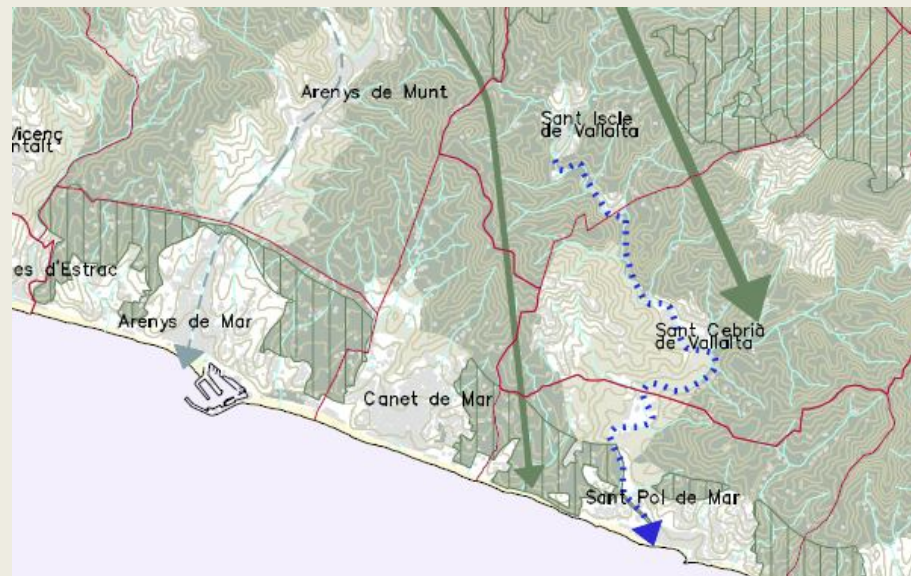 Arenys de Munt
Sant Iscle
de Vallalta
Vicenç
ntalt"
es d'Estrac
Arenys de Mar
Sant Cebrià
de Vallalta
Canet de Mar
Sant Pol de Mar